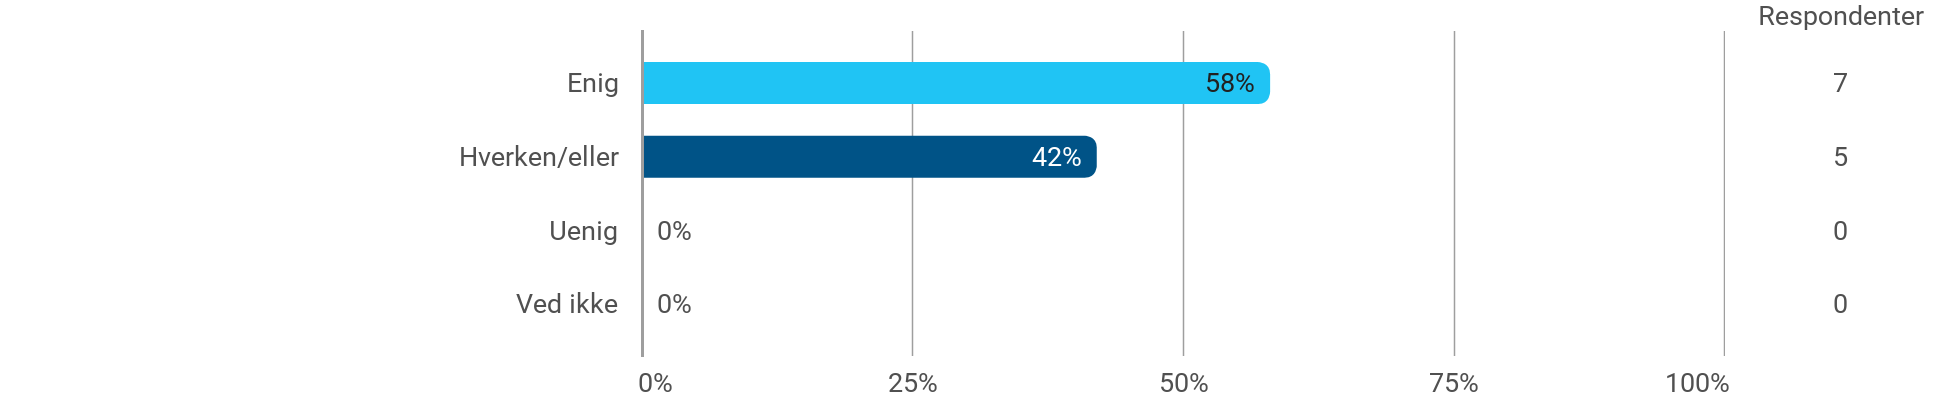 Respondenter
Enig 58% 7
Hverken/eller 42% 5
Uenig 0% 0
Ved ikke 0% 0
0% 25% 50% 75% 100%